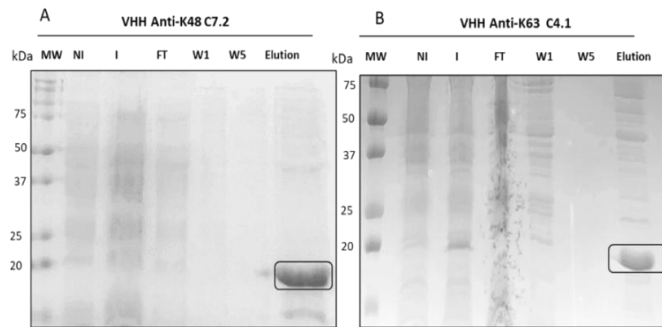 A
VHH Anti-K48 C7.2
kDa MW NI I FT W1 W5 Elution
75
50
37
25
20
B
VHH Anti-K63 C4.1
kDa MW NI I FT W1 W5 Elution
75
50
37
25
20